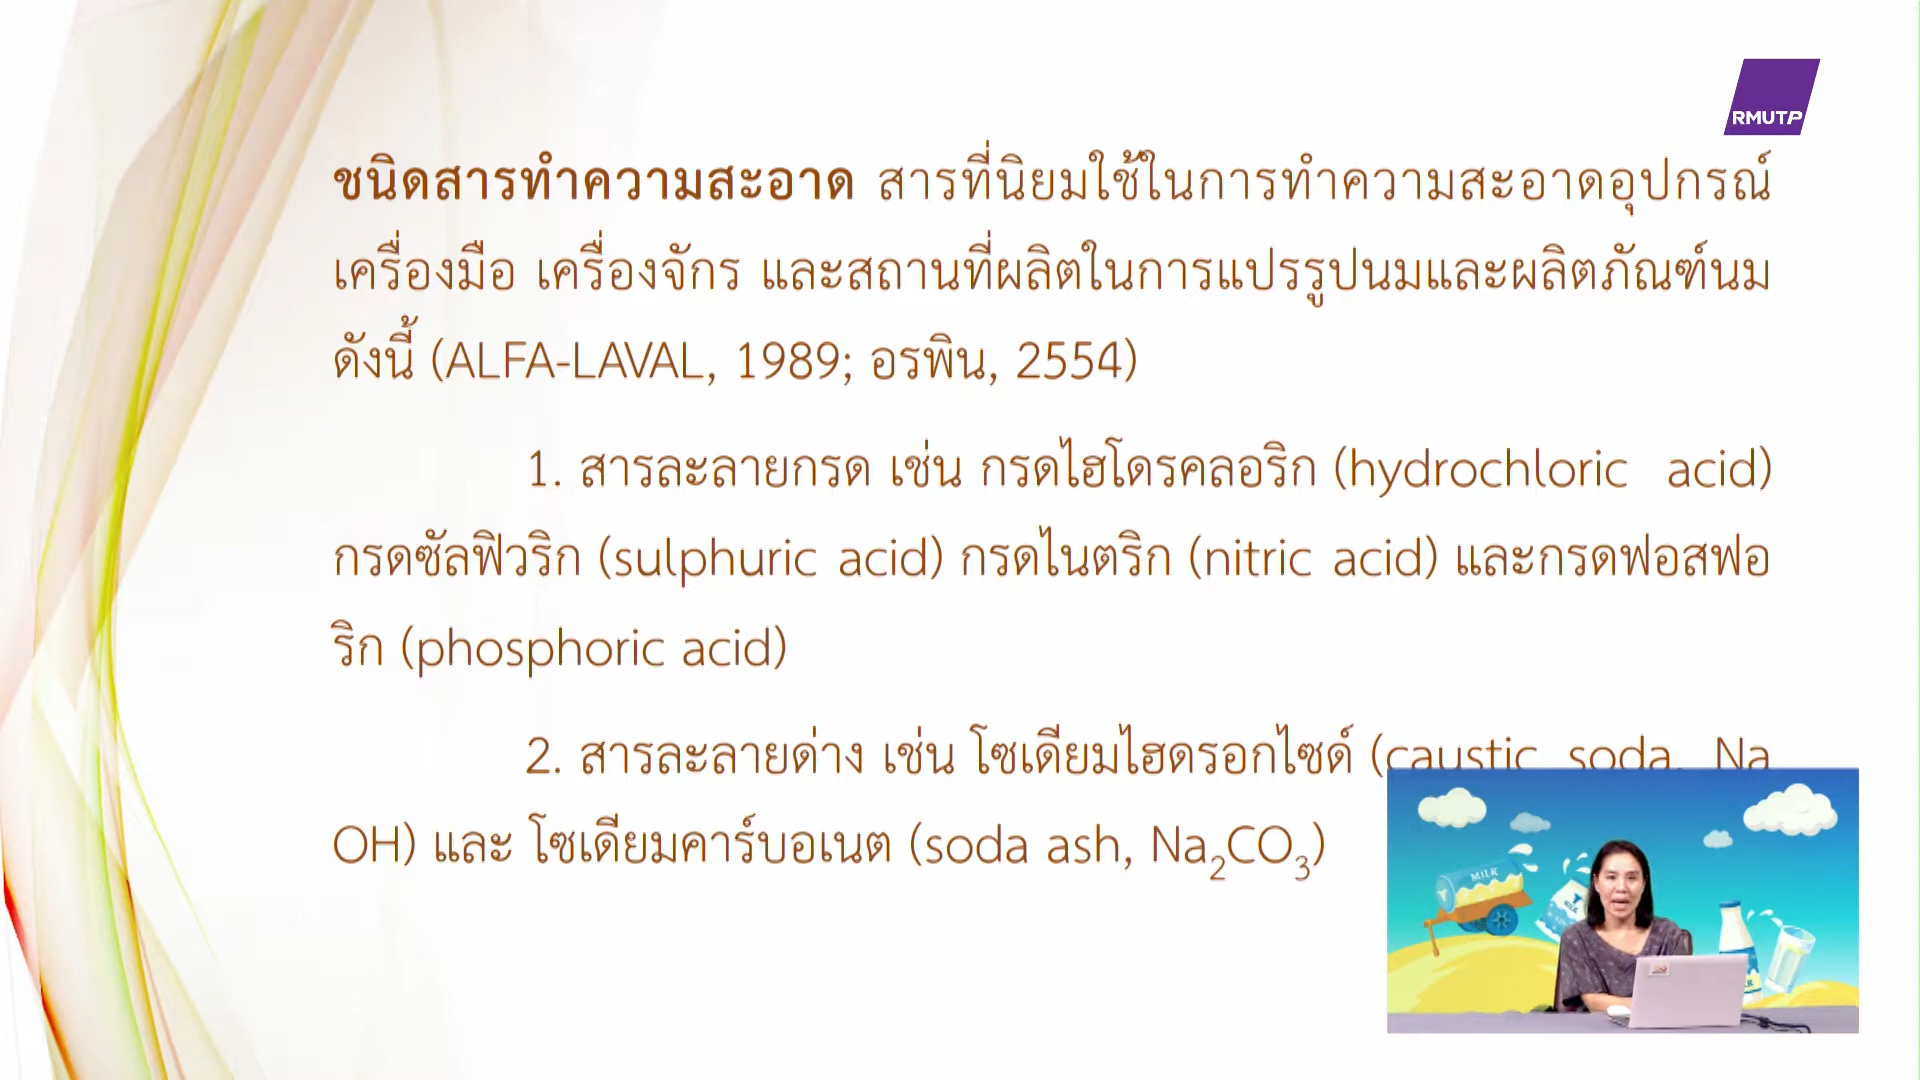 RMUTP
ชนิดสารทำความสะอาด สารที่นิยมใช้ในการทำความสะอาดอุปกรณ์
เครื่องมือ เครื่องจักร และสถานที่ผลิตในการแปรรูปนมและผลิตภัณฑ์นม
ดังนี้ (ALFA-LAVAL, 1989; อรพิน, 2554)
1. สารละลายกรด เช่น กรดไฮโดรคลอริก (hydrochloric acid)
กรดซัลฟิวริก (sulphuric acid) กรดไนตริก (nitric acid) และกรดฟอสฟอ
ริก (phosphoric acid)
2. สารละลายด่าง เช่น โซเดียมไฮดรอกไซด์ (caustic soda, Na
OH) และ โซเดียมคาร์บอเนต (soda ash, Na₂CO₃)
MILK